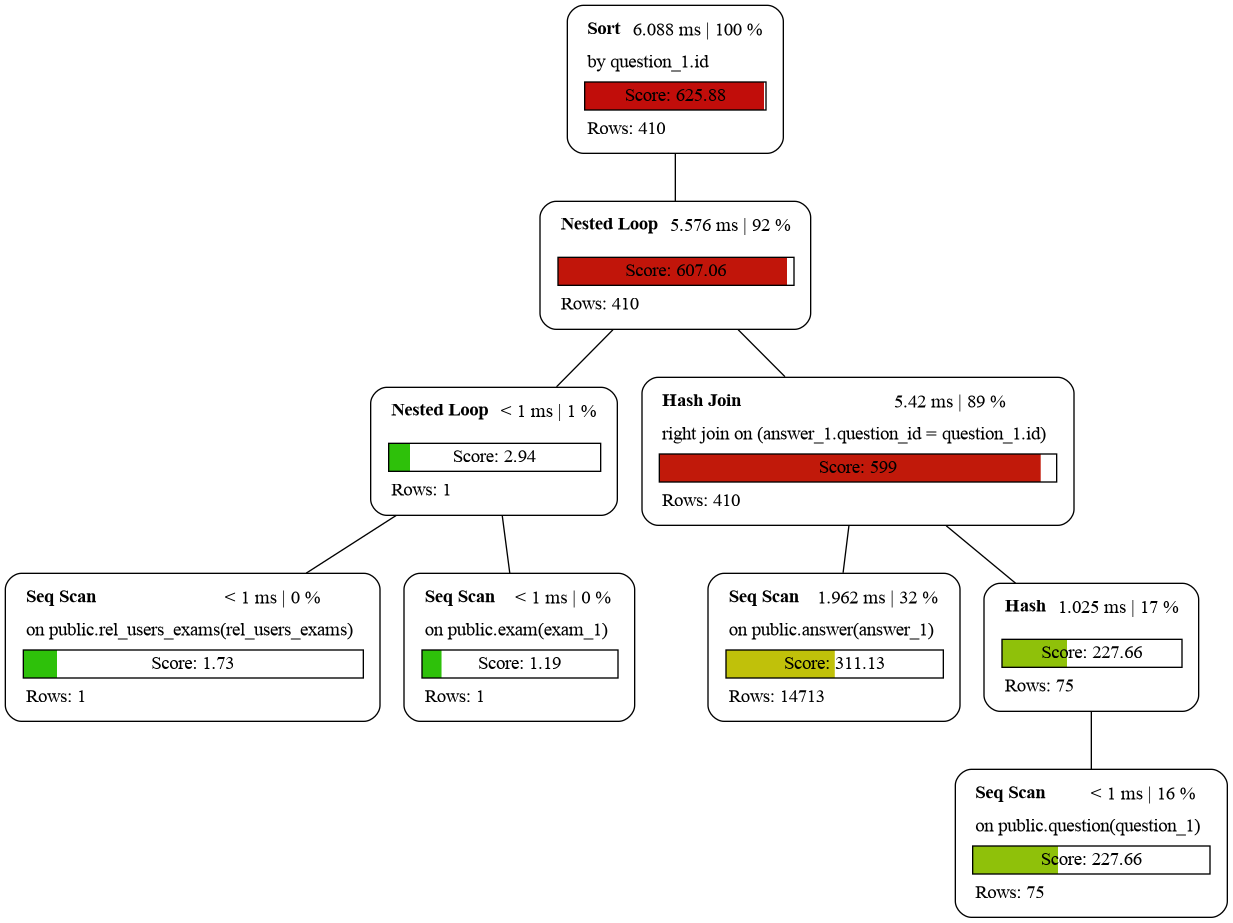 Sort 6.088 ms | 100 %
by question_1.id
Score: 625.88
Rows: 410
Nested Loop 5.576 ms | 92 %
Score: 607.06
Rows: 410
Nested Loop < 1 ms | 1 %
Score: 2.94
Rows: 1
Hash Join 5.42 ms | 89 %
right join on (answer_1.question_id = question_1.id)
Score: 599
Rows: 410
Seq Scan < 1 ms | 0 %
on public.rel_users_exams(rel_users_exams)
Score: 1.73
Rows: 1
Seq Scan < 1 ms | 0 %
on public.exam(exam_1)
Score: 1.19
Rows: 1
Seq Scan 1.962 ms | 32 %
on public.answer(answer_1)
Score: 311.13
Rows: 14713
Hash 1.025 ms | 17 %
Score: 227.66
Rows: 75
Seq Scan < 1 ms | 16 %
on public.question(question_1)
Score: 227.66
Rows: 75